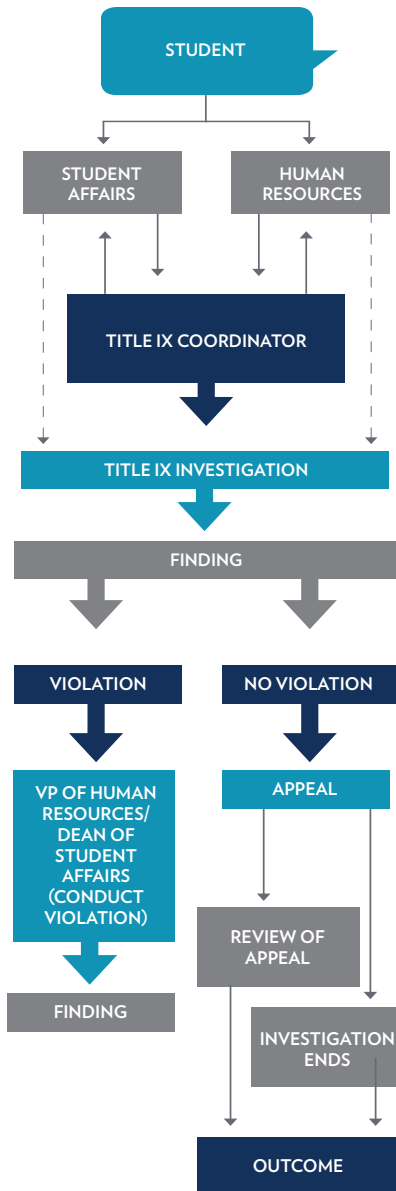 STUDENT
STUDENT
AFFAIRS
HUMAN
RESOURCES
TITLE IX COORDINATOR
TITLE IX INVESTIGATION
FINDING
VIOLATION
NO VIOLATION
VP OF HUMAN
RESOURCES/
DEAN OF
STUDENT
AFFAIRS
(CONDUCT
VIOLATION)
APPEAL
REVIEW OF
APPEAL
FINDING
INVESTIGATION
ENDS
OUTCOME